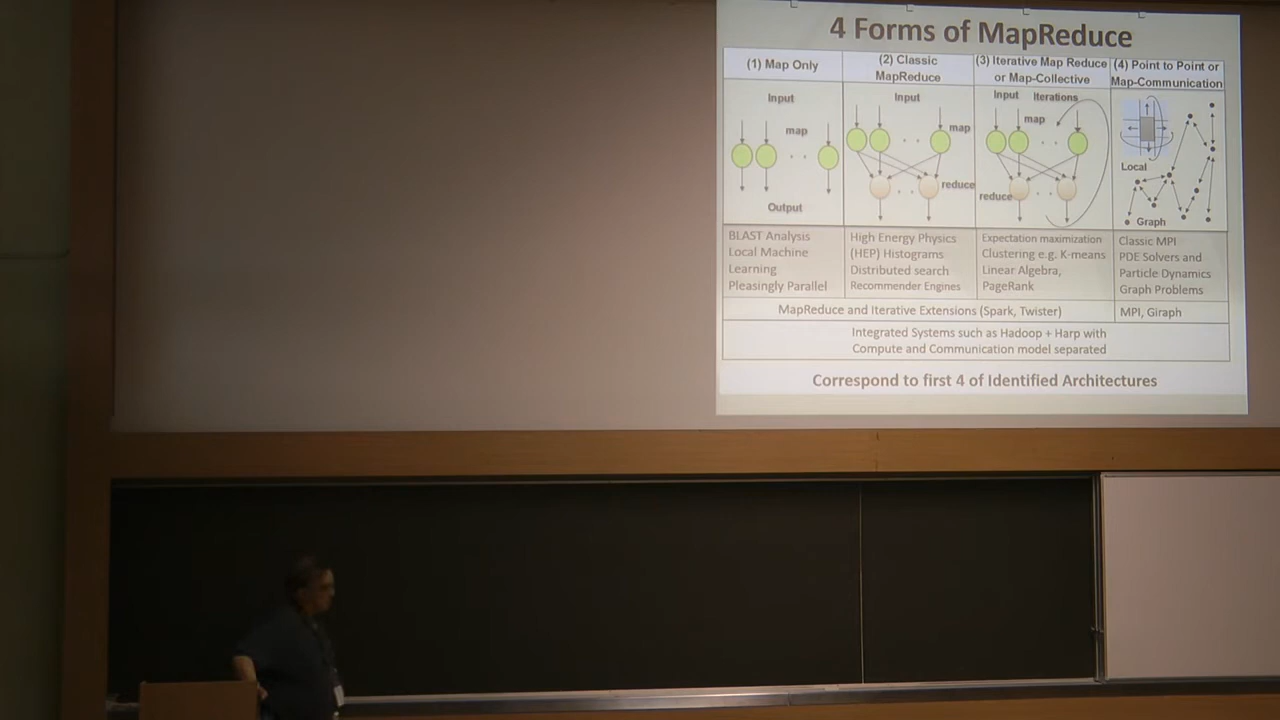 4 Forms of MapReduce
(1) Map Only
(2) Classic
MapReduce
(3) Iterative Map Reduce
or Map-Collective
(4) Point to Point or
Map-Communication
Input
map
Output
Input
map
reduce
Input Iterations
map
reduce
Local
Graph
BLAST Analysis
Local Machine
Learning
Pleasingly Parallel
High Energy Physics
(HEP) Histograms
Distributed search
Recommender Engines
Expectation maximization
Clustering e.g. K-means
Linear Algebra,
PageRank
Classic MPI
PDE Solvers and
Particle Dynamics
Graph Problems
MapReduce and Iterative Extensions (Spark, Twister)
MPI, Giraph
Integrated Systems such as Hadoop + Harp with
Compute and Communication model separated
Correspond to first 4 of Identified Architectures